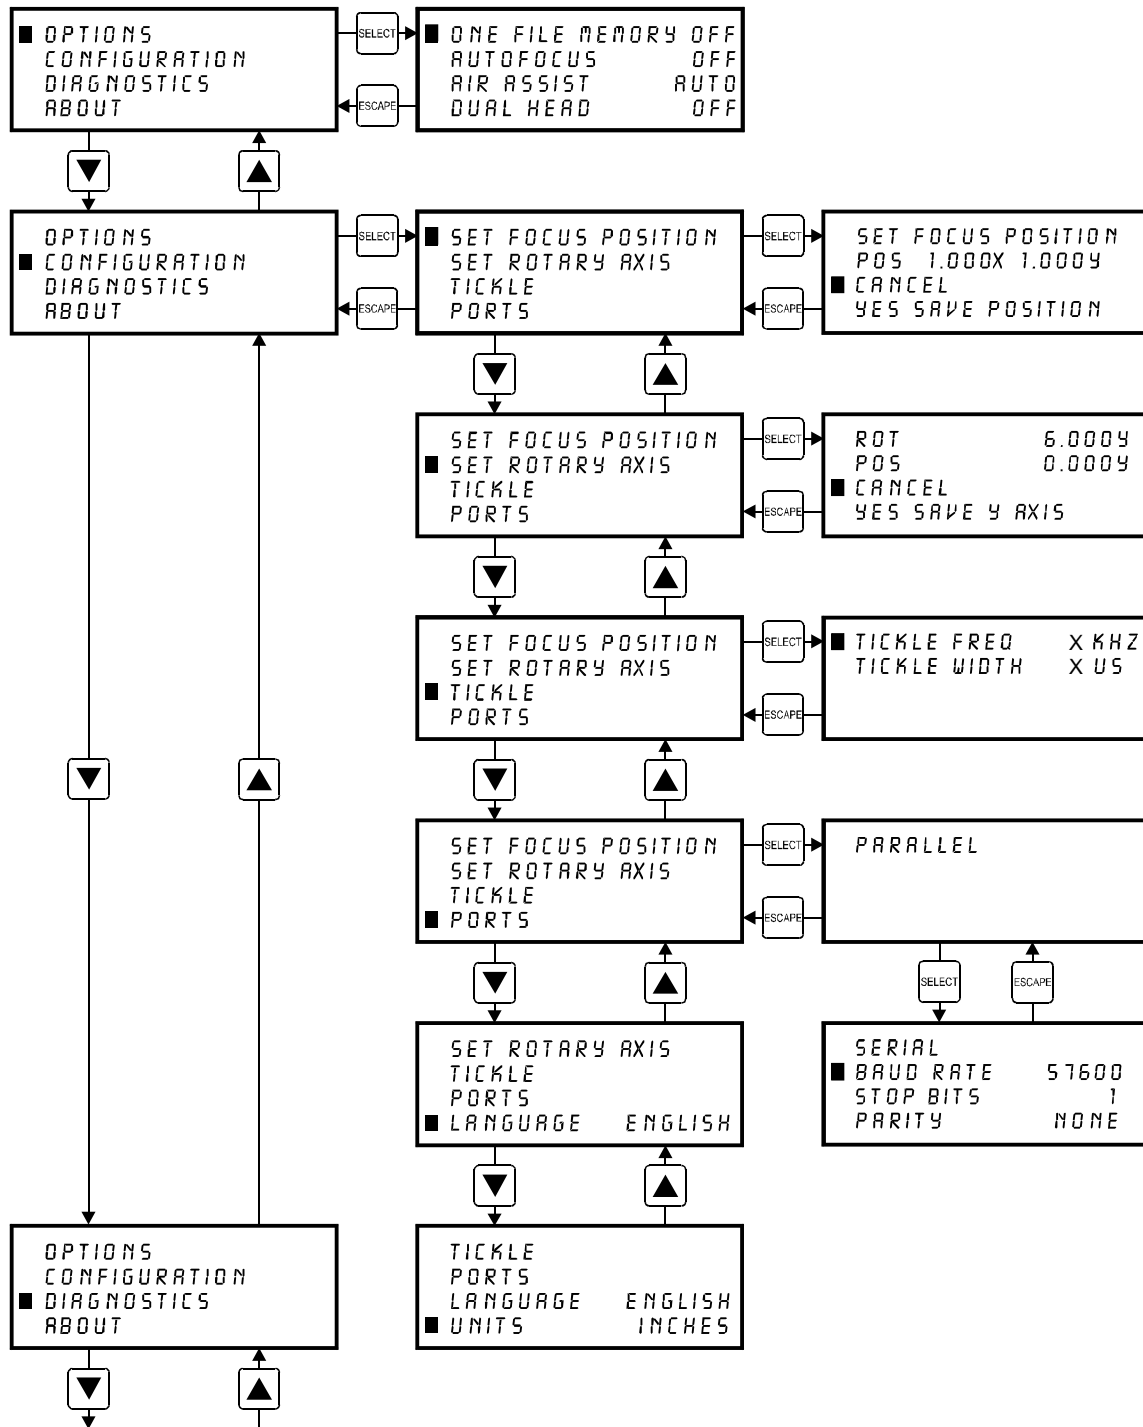 OPTIONS
CONFIGURATION
DIAGNOSTICS
ABOUT
SELECT
ESCAPE
ONE FILE MEMORY OFF
AUTOFOCUS OFF
AIR ASSIST AUTO
DUAL HEAD OFF
OPTIONS
CONFIGURATION
DIAGNOSTICS
ABOUT
SELECT
ESCAPE
SET FOCUS POSITION
SET ROTARY AXIS
TICKLE
PORTS
SELECT
ESCAPE
SET FOCUS POSITION
POS 1.000X 1.000Y
CANCEL
YES SAVE POSITION
SET FOCUS POSITION
SET ROTARY AXIS
TICKLE
PORTS
SELECT
ESCAPE
ROT 6.000Y
POS 0.000Y
CANCEL
YES SAVE Y AXIS
SET FOCUS POSITION
SET ROTARY AXIS
TICKLE
PORTS
SELECT
ESCAPE
TICKLE FREQ X KHZ
TICKLE WIDTH X US
SET FOCUS POSITION
SET ROTARY AXIS
TICKLE
PORTS
SELECT
ESCAPE
PARALLEL
SELECT
ESCAPE
SET ROTARY AXIS
TICKLE
PORTS
LANGUAGE ENGLISH
SERIAL
BAUD RATE 57600
STOP BITS 1
PARITY NONE
OPTIONS
CONFIGURATION
DIAGNOSTICS
ABOUT
TICKLE
PORTS
LANGUAGE ENGLISH
UNITS INCHES